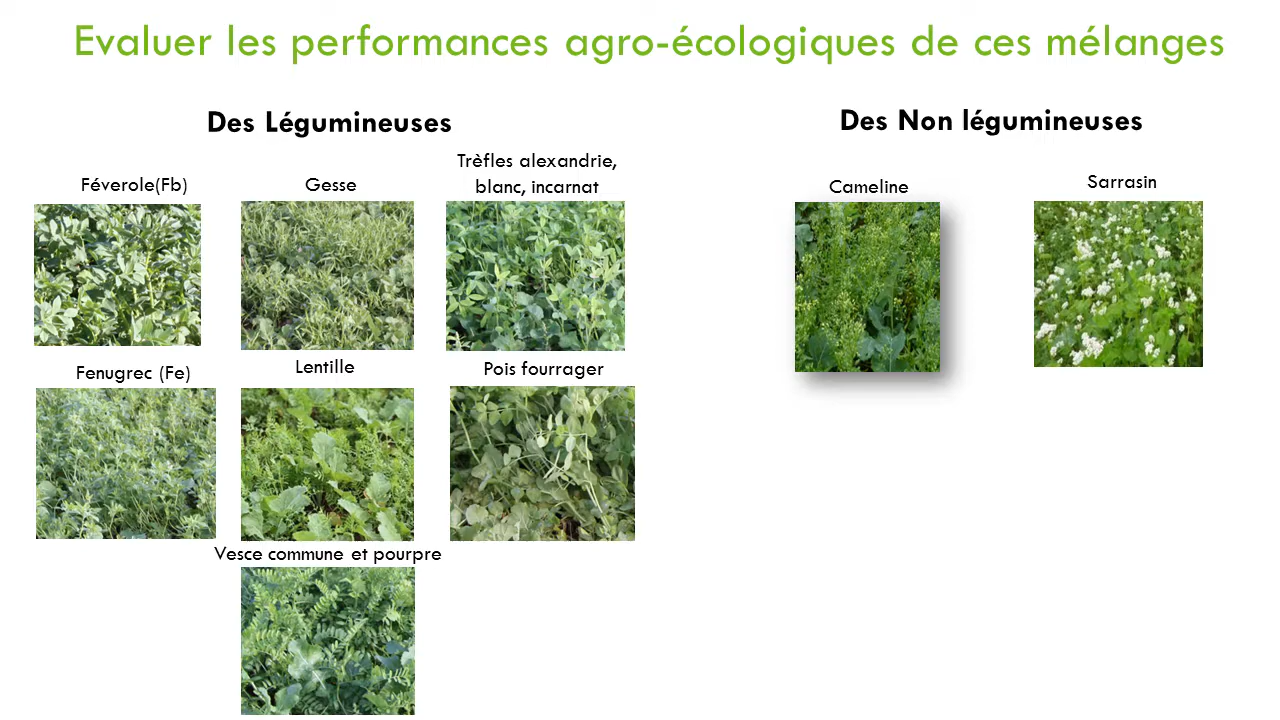 Evaluer les performances agro-écologiques de ces mélanges
Des Légumineuses
Des Non légumineuses
Féverole(Fb)
Gesse
Trèfles alexandrie,
blanc, incarnat
Cameline
Sarrasin
Fenugrec (Fe)
Lentille
Pois fourrager
Vesce commune et pourpre